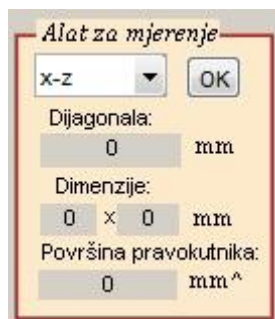 Alat za mjerenje
x-z OK
Dijagonala:
0 mm
Dimenzije:
0 x 0 mm
Površina pravokutnika:
0 mm^